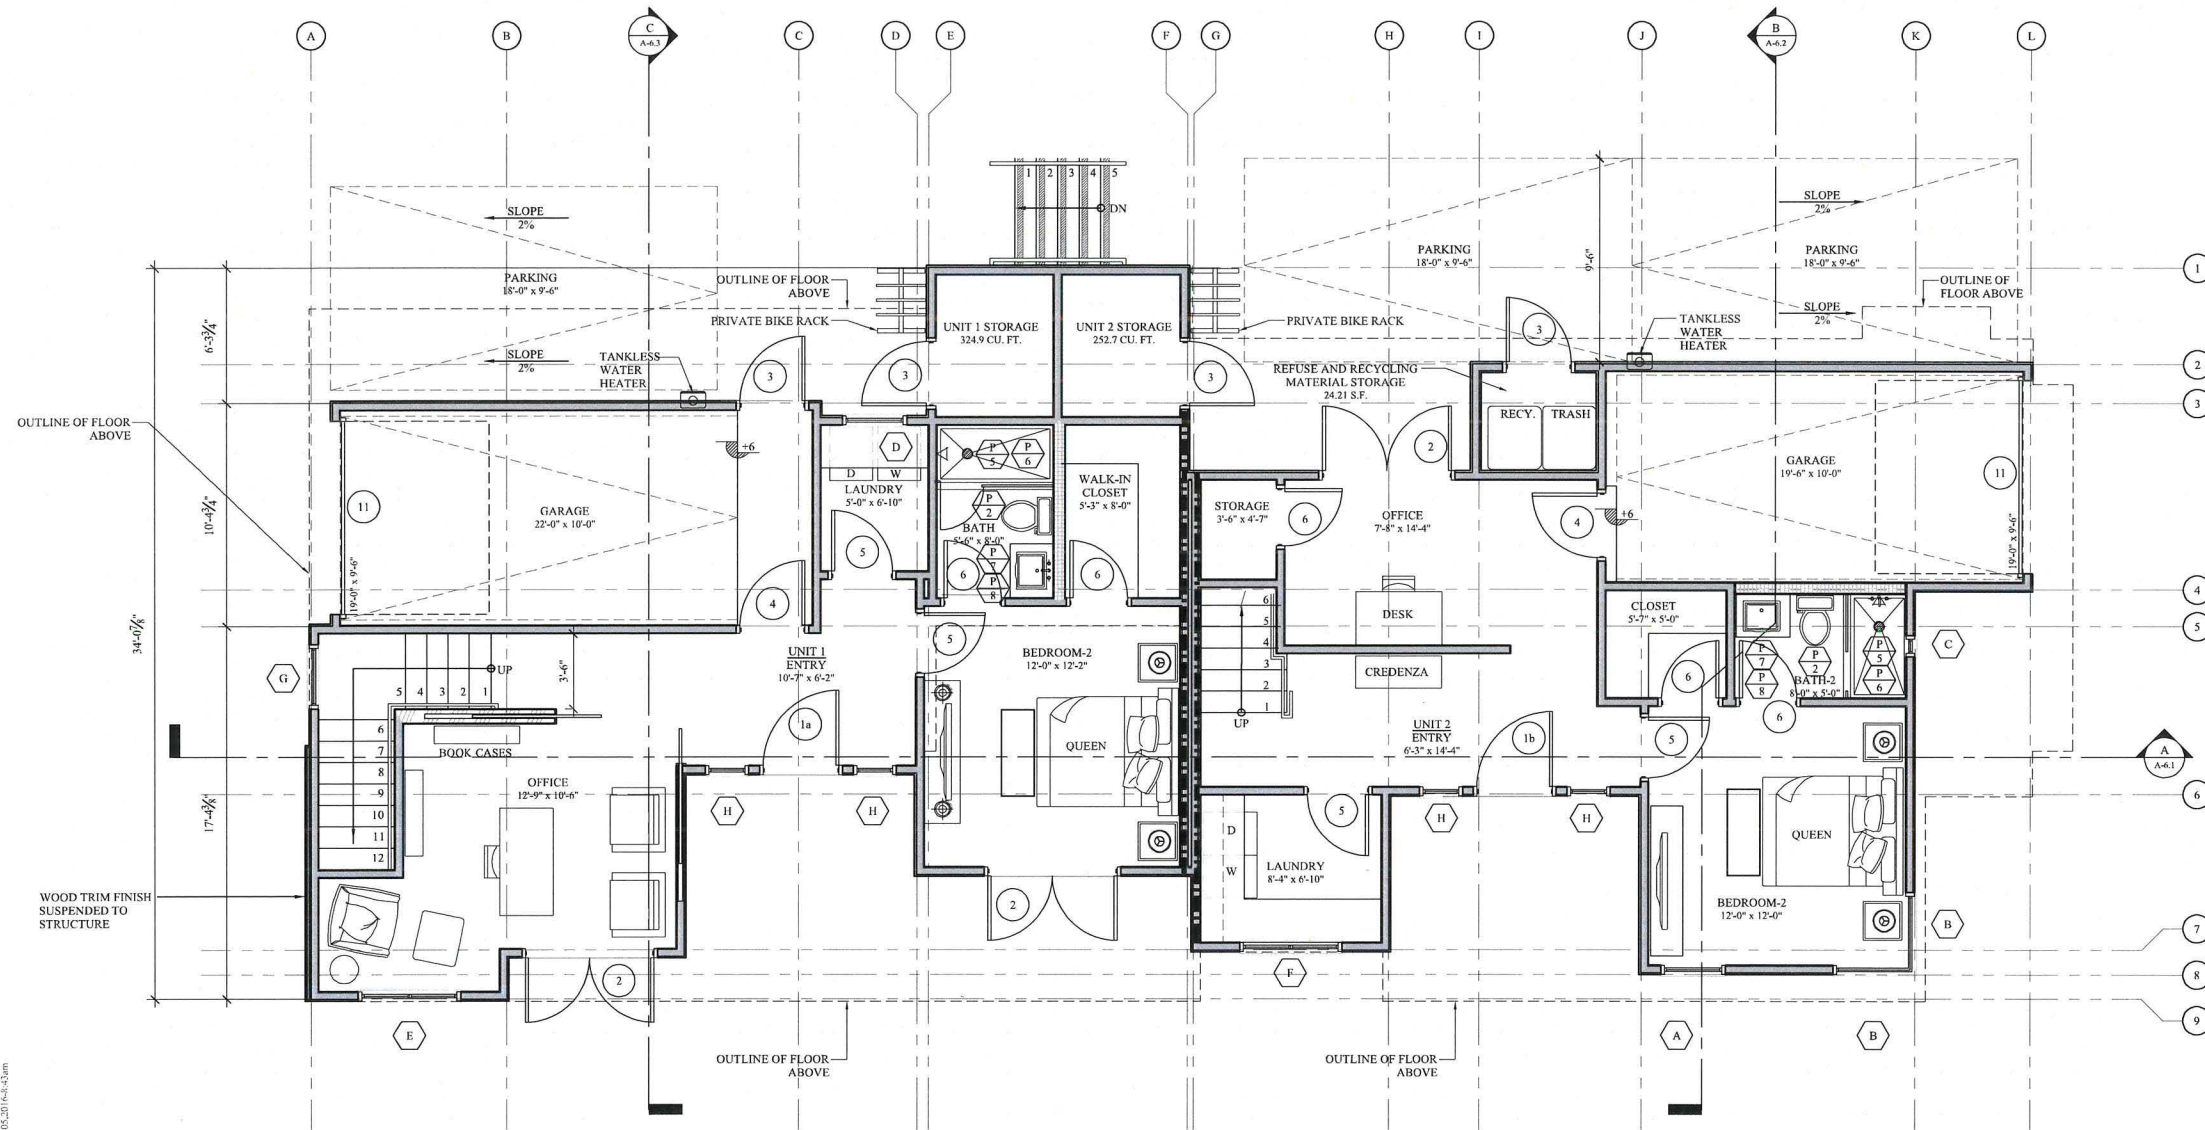 A
B
C
A-6.3
C
D
E
F
G
H
I
J
B
A-6.2
K
L
1
2
3
4
5
DN
SLOPE
2%
PARKING
18'-0" x 9'-6"
SLOPE
2%
OUTLINE OF FLOOR
ABOVE
PRIVATE BIKE RACK
TANKLESS
WATER
HEATER
UNIT 1 STORAGE
324.9 CU. FT.
UNIT 2 STORAGE
252.7 CU. FT.
PRIVATE BIKE RACK
PARKING
18'-0" x 9'-6"
9'-6"
SLOPE
2%
PARKING
18'-0" x 9'-6"
SLOPE
2%
OUTLINE OF
FLOOR ABOVE
TANKLESS
WATER
HEATER
REFUSE AND RECYCLING
MATERIAL STORAGE
24.21 S.F.
RECY.
TRASH
3
3
3
3
1
2
3
4
5
6
7
8
9
6'-3¾"
10'-4¾"
17'-4⅜"
34'-0⅞"
OUTLINE OF FLOOR
ABOVE
11
19'-0" x 9'-6"
GARAGE
22'-0" x 10'-0"
+6
4
D
D
W
LAUNDRY
5'-0" x 6'-10"
5
P
5
P
6
P
2
BATH
5'-6" x 8'-0"
P
7
P
8
6
WALK-IN
CLOSET
5'-3" x 8'-0"
6
STORAGE
3'-6" x 4'-7"
6
2
OFFICE
7'-8" x 14'-4"
DESK
CREDENZA
4
+6
GARAGE
19'-6" x 10'-0"
11
19'-0" x 9'-6"
CLOSET
5'-7" x 5'-0"
6
P
7
P
8
P
2
BATH-2
8'-0" x 5'-0"
P
5
P
6
6
C
G
UP
5
4
3
2
1
6
7
8
9
10
11
12
3'-6"
BOOK CASES
OFFICE
12'-9" x 10'-6"
UNIT 1
ENTRY
10'-7" x 6'-2"
1a
5
BEDROOM-2
12'-0" x 12'-2"
QUEEN
6
5
4
3
2
1
UP
UNIT 2
ENTRY
6'-3" x 14'-4"
1b
5
A
A-6.1
H
H
H
H
5
D
W
LAUNDRY
8'-4" x 6'-10"
QUEEN
BEDROOM-2
12'-0" x 12'-0"
B
WOOD TRIM FINISH
SUSPENDED TO
STRUCTURE
2
2
F
E
A
B
OUTLINE OF FLOOR
ABOVE
OUTLINE OF FLOOR
ABOVE